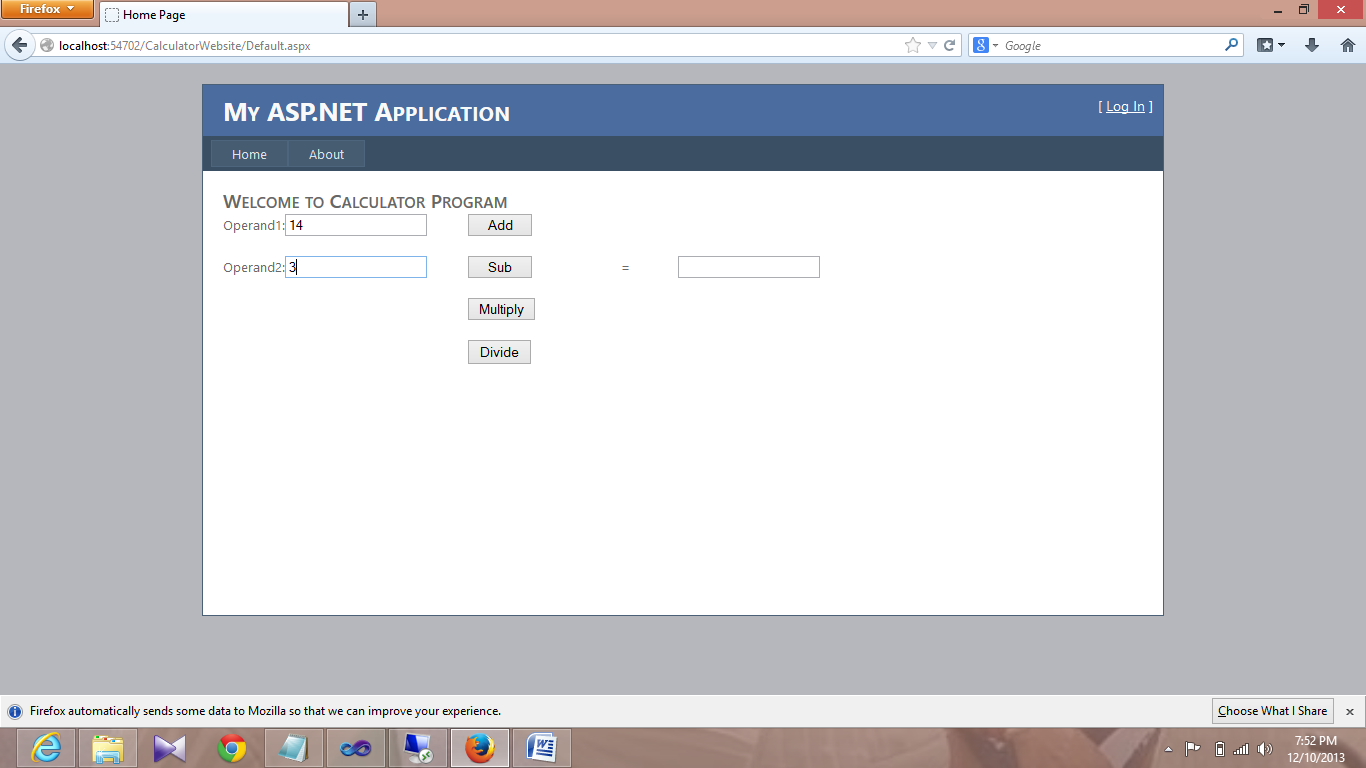 Firefox
Home Page
localhost:54702/CalculatorWebsite/Default.aspx
Google
My ASP.NET Application
[ Log In ]
Home About
Welcome to Calculator Program
Operand1: 14 Add
Operand2: 3 Sub =
Multiply
Divide
Firefox automatically sends some data to Mozilla so that we can improve your experience. Choose What I Share
7:52 PM
12/10/2013